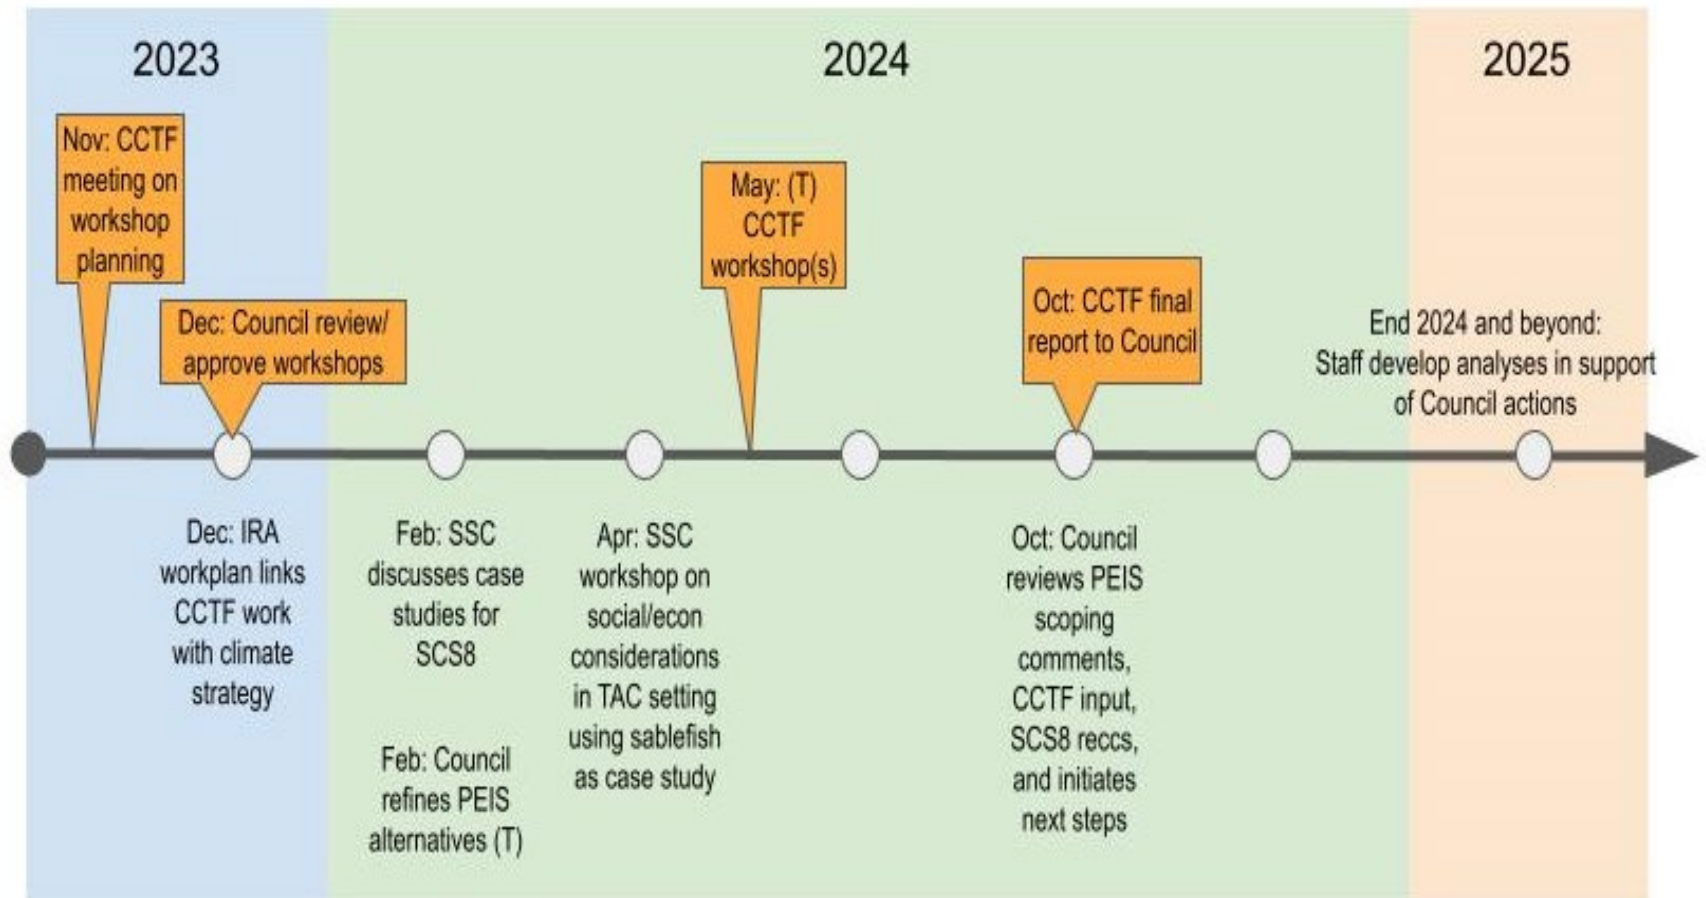 2023
2024
2025
Nov: CCTF
meeting on
workshop
planning
Dec: Council review/
approve workshops
May: (T)
CCTF
workshop(s)
Oct: CCTF final
report to Council
End 2024 and beyond:
Staff develop analyses in support
of Council actions
Dec: IRA
workplan links
CCTF work
with climate
strategy
Feb: SSC
discusses case
studies for
SCS8
Feb: Council
refines PEIS
alternatives (T)
Apr: SSC
workshop on
social/econ
considerations
in TAC setting
using sablefish
as case study
Oct: Council
reviews PEIS
scoping
comments,
CCTF input,
SCS8 reccs,
and initiates
next steps